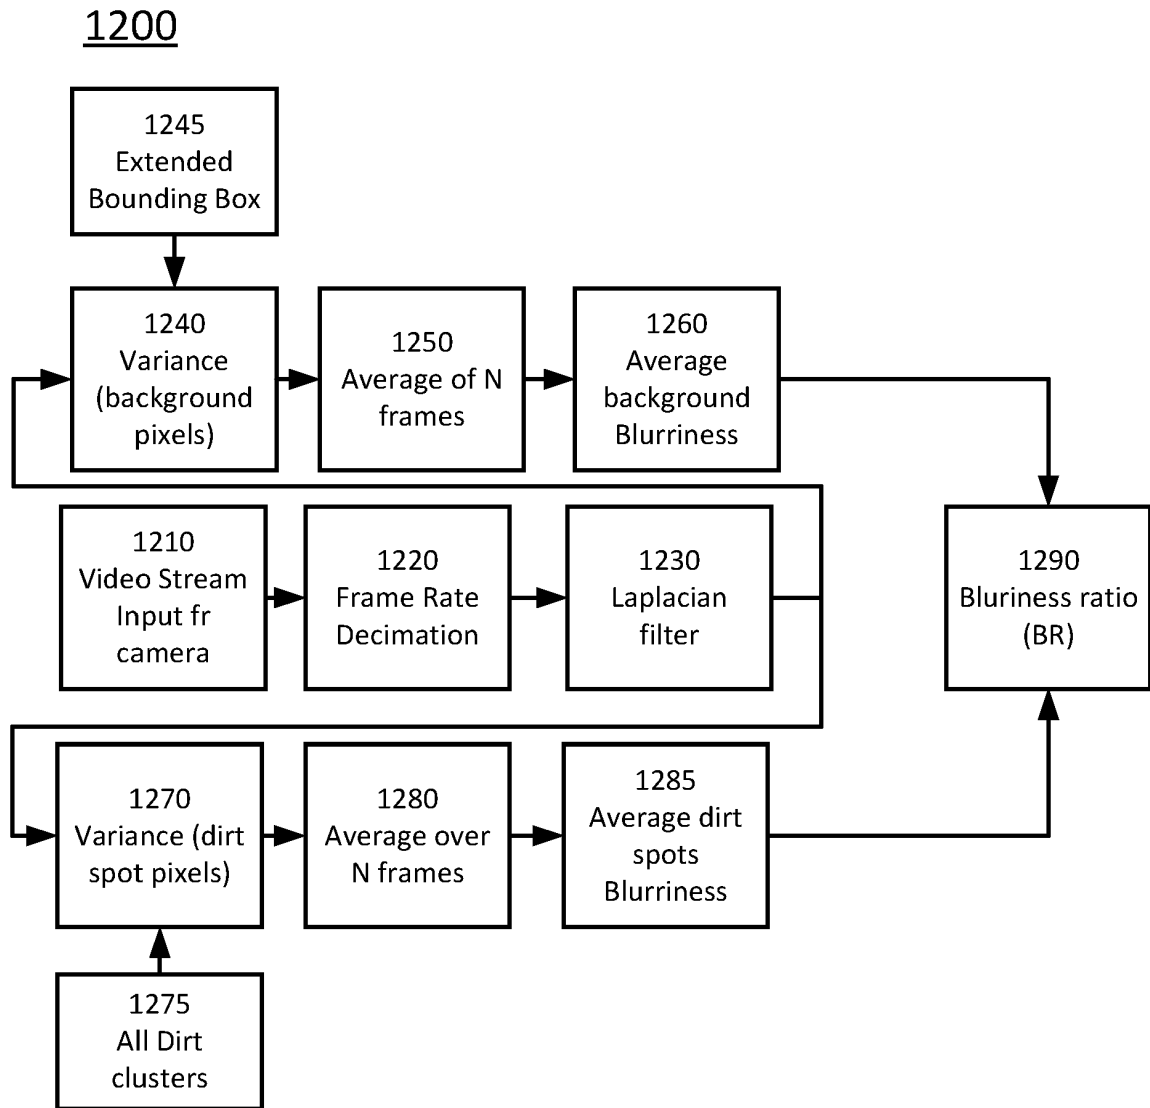 1200
1245
Extended
Bounding Box
1240
Variance
(background
pixels)
1250
Average of N
frames
1260
Average
background
Blurriness
1210
Video Stream
Input fr
camera
1220
Frame Rate
Decimation
1230
Laplacian
filter
1290
Bluriness ratio
(BR)
1270
Variance (dirt
spot pixels)
1280
Average over
N frames
1285
Average dirt
spots
Blurriness
1275
All Dirt
clusters